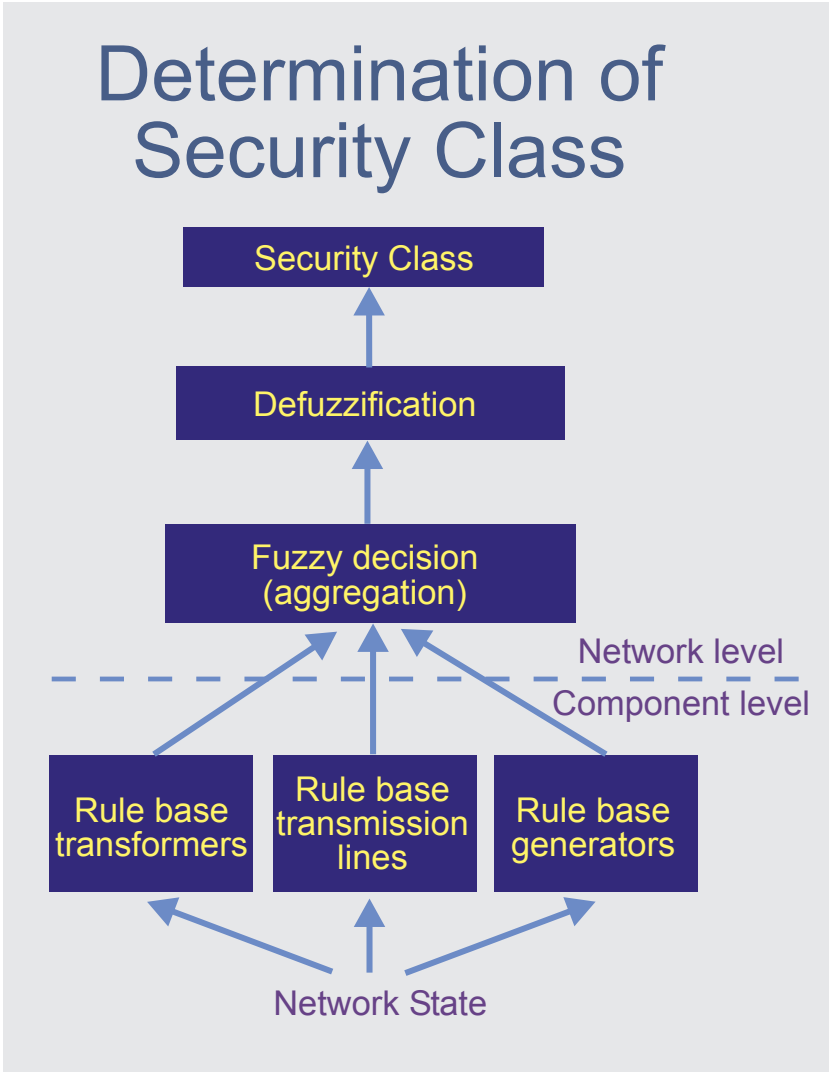 Determination of
Security Class
Security Class
Defuzzification
Fuzzy decision
(aggregation)
Network level
Component level
Rule base
transformers
Rule base
transmission
lines
Rule base
generators
Network State